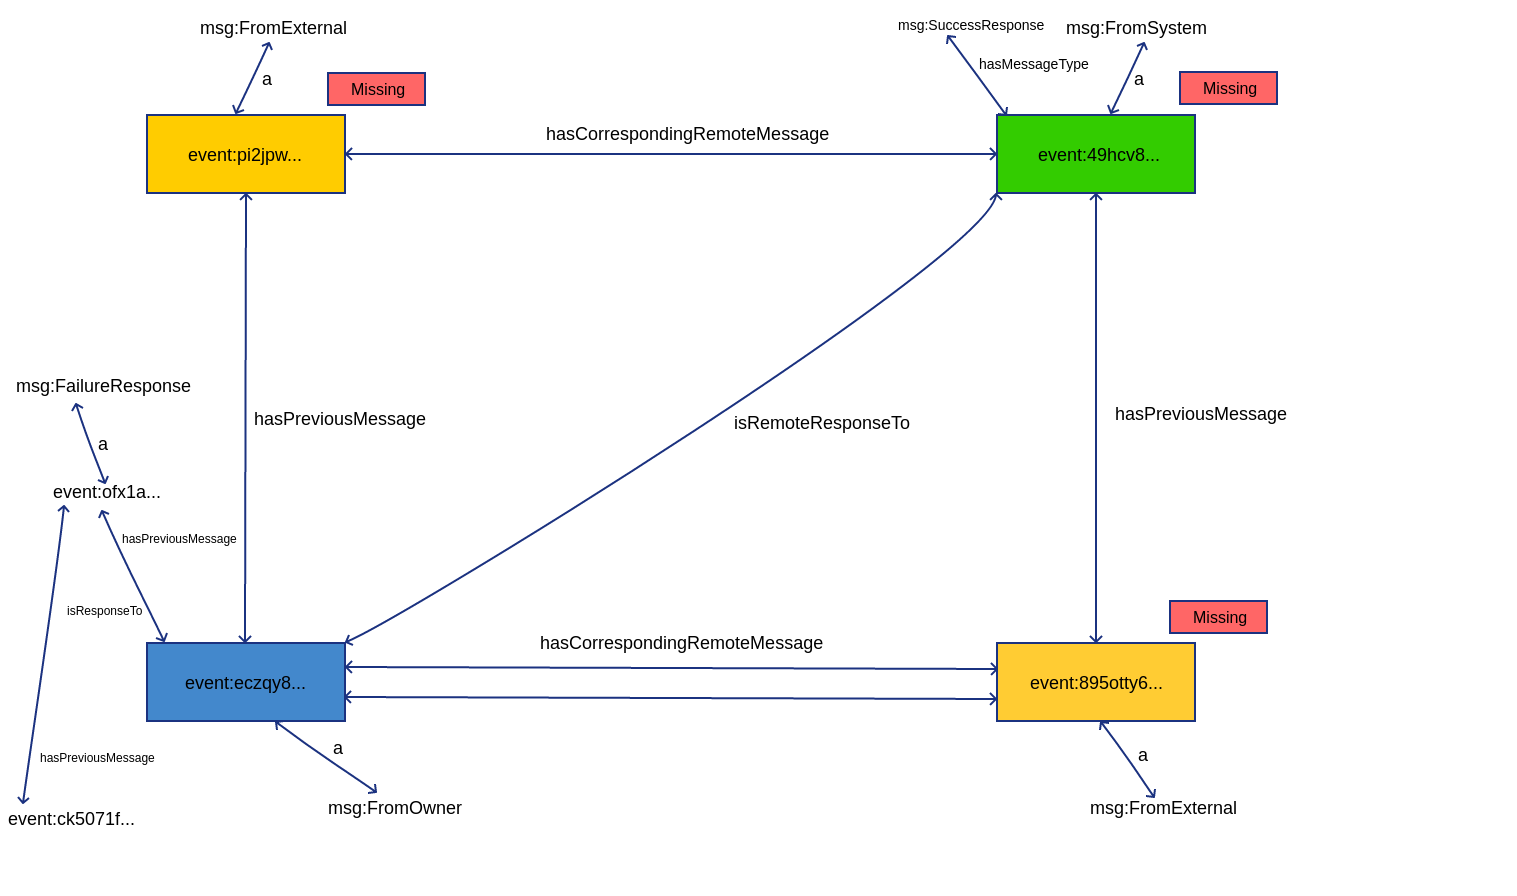 msg:FromExternal
msg:SuccessResponse
msg:FromSystem
hasMessageType
a
a
Missing
Missing
hasCorrespondingRemoteMessage
event:pi2jpw...
event:49hcv8...
msg:FailureResponse
hasPreviousMessage
isRemoteResponseTo
hasPreviousMessage
a
event:ofx1a...
hasPreviousMessage
isResponseTo
Missing
hasCorrespondingRemoteMessage
event:eczqy8...
event:895otty6...
a
a
hasPreviousMessage
msg:FromOwner
msg:FromExternal
event:ck5071f...